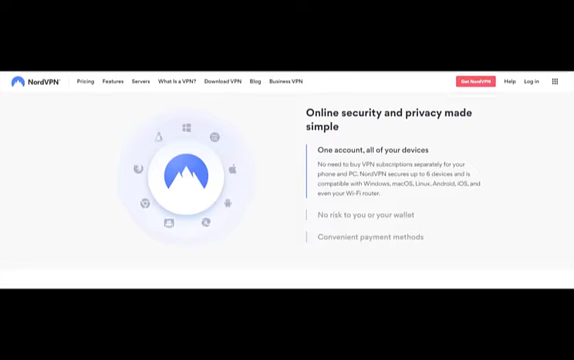 NordVPN® Pricing Features Servers What Is a VPN? Download VPN Blog Business VPN Get NordVPN Help Log in
Online security and privacy made
simple
One account, all of your devices
No need to buy VPN subscriptions separately for your
phone and PC. NordVPN secures up to 6 devices and is
compatible with Windows, macOS, Linux, Android, iOS, and
even your Wi-Fi router.
No risk to you or your wallet
Convenient payment methods